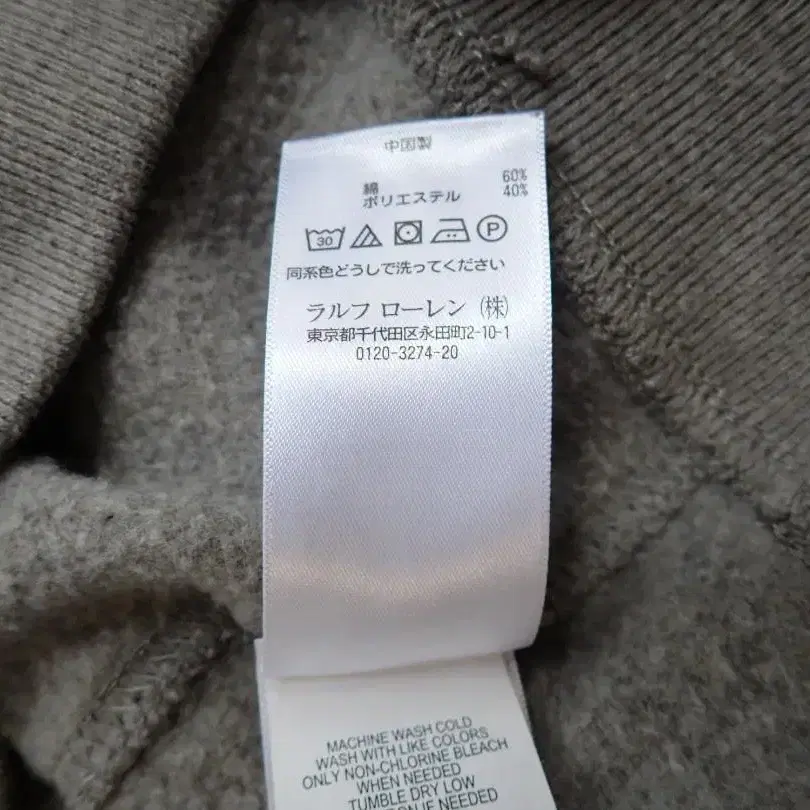 中国製
綿 60%
ポリエステル 40%
30 P
同系色どうしで洗ってください
ラルフ ローレン (株)
東京都千代田区永田町2-10-1
0120-3274-20
MACHINE WASH COLD
WASH WITH LIKE COLORS
ONLY NON-CHLORINE BLEACH
WHEN NEEDED
TUMBLE DRY LOW
IF NEEDED